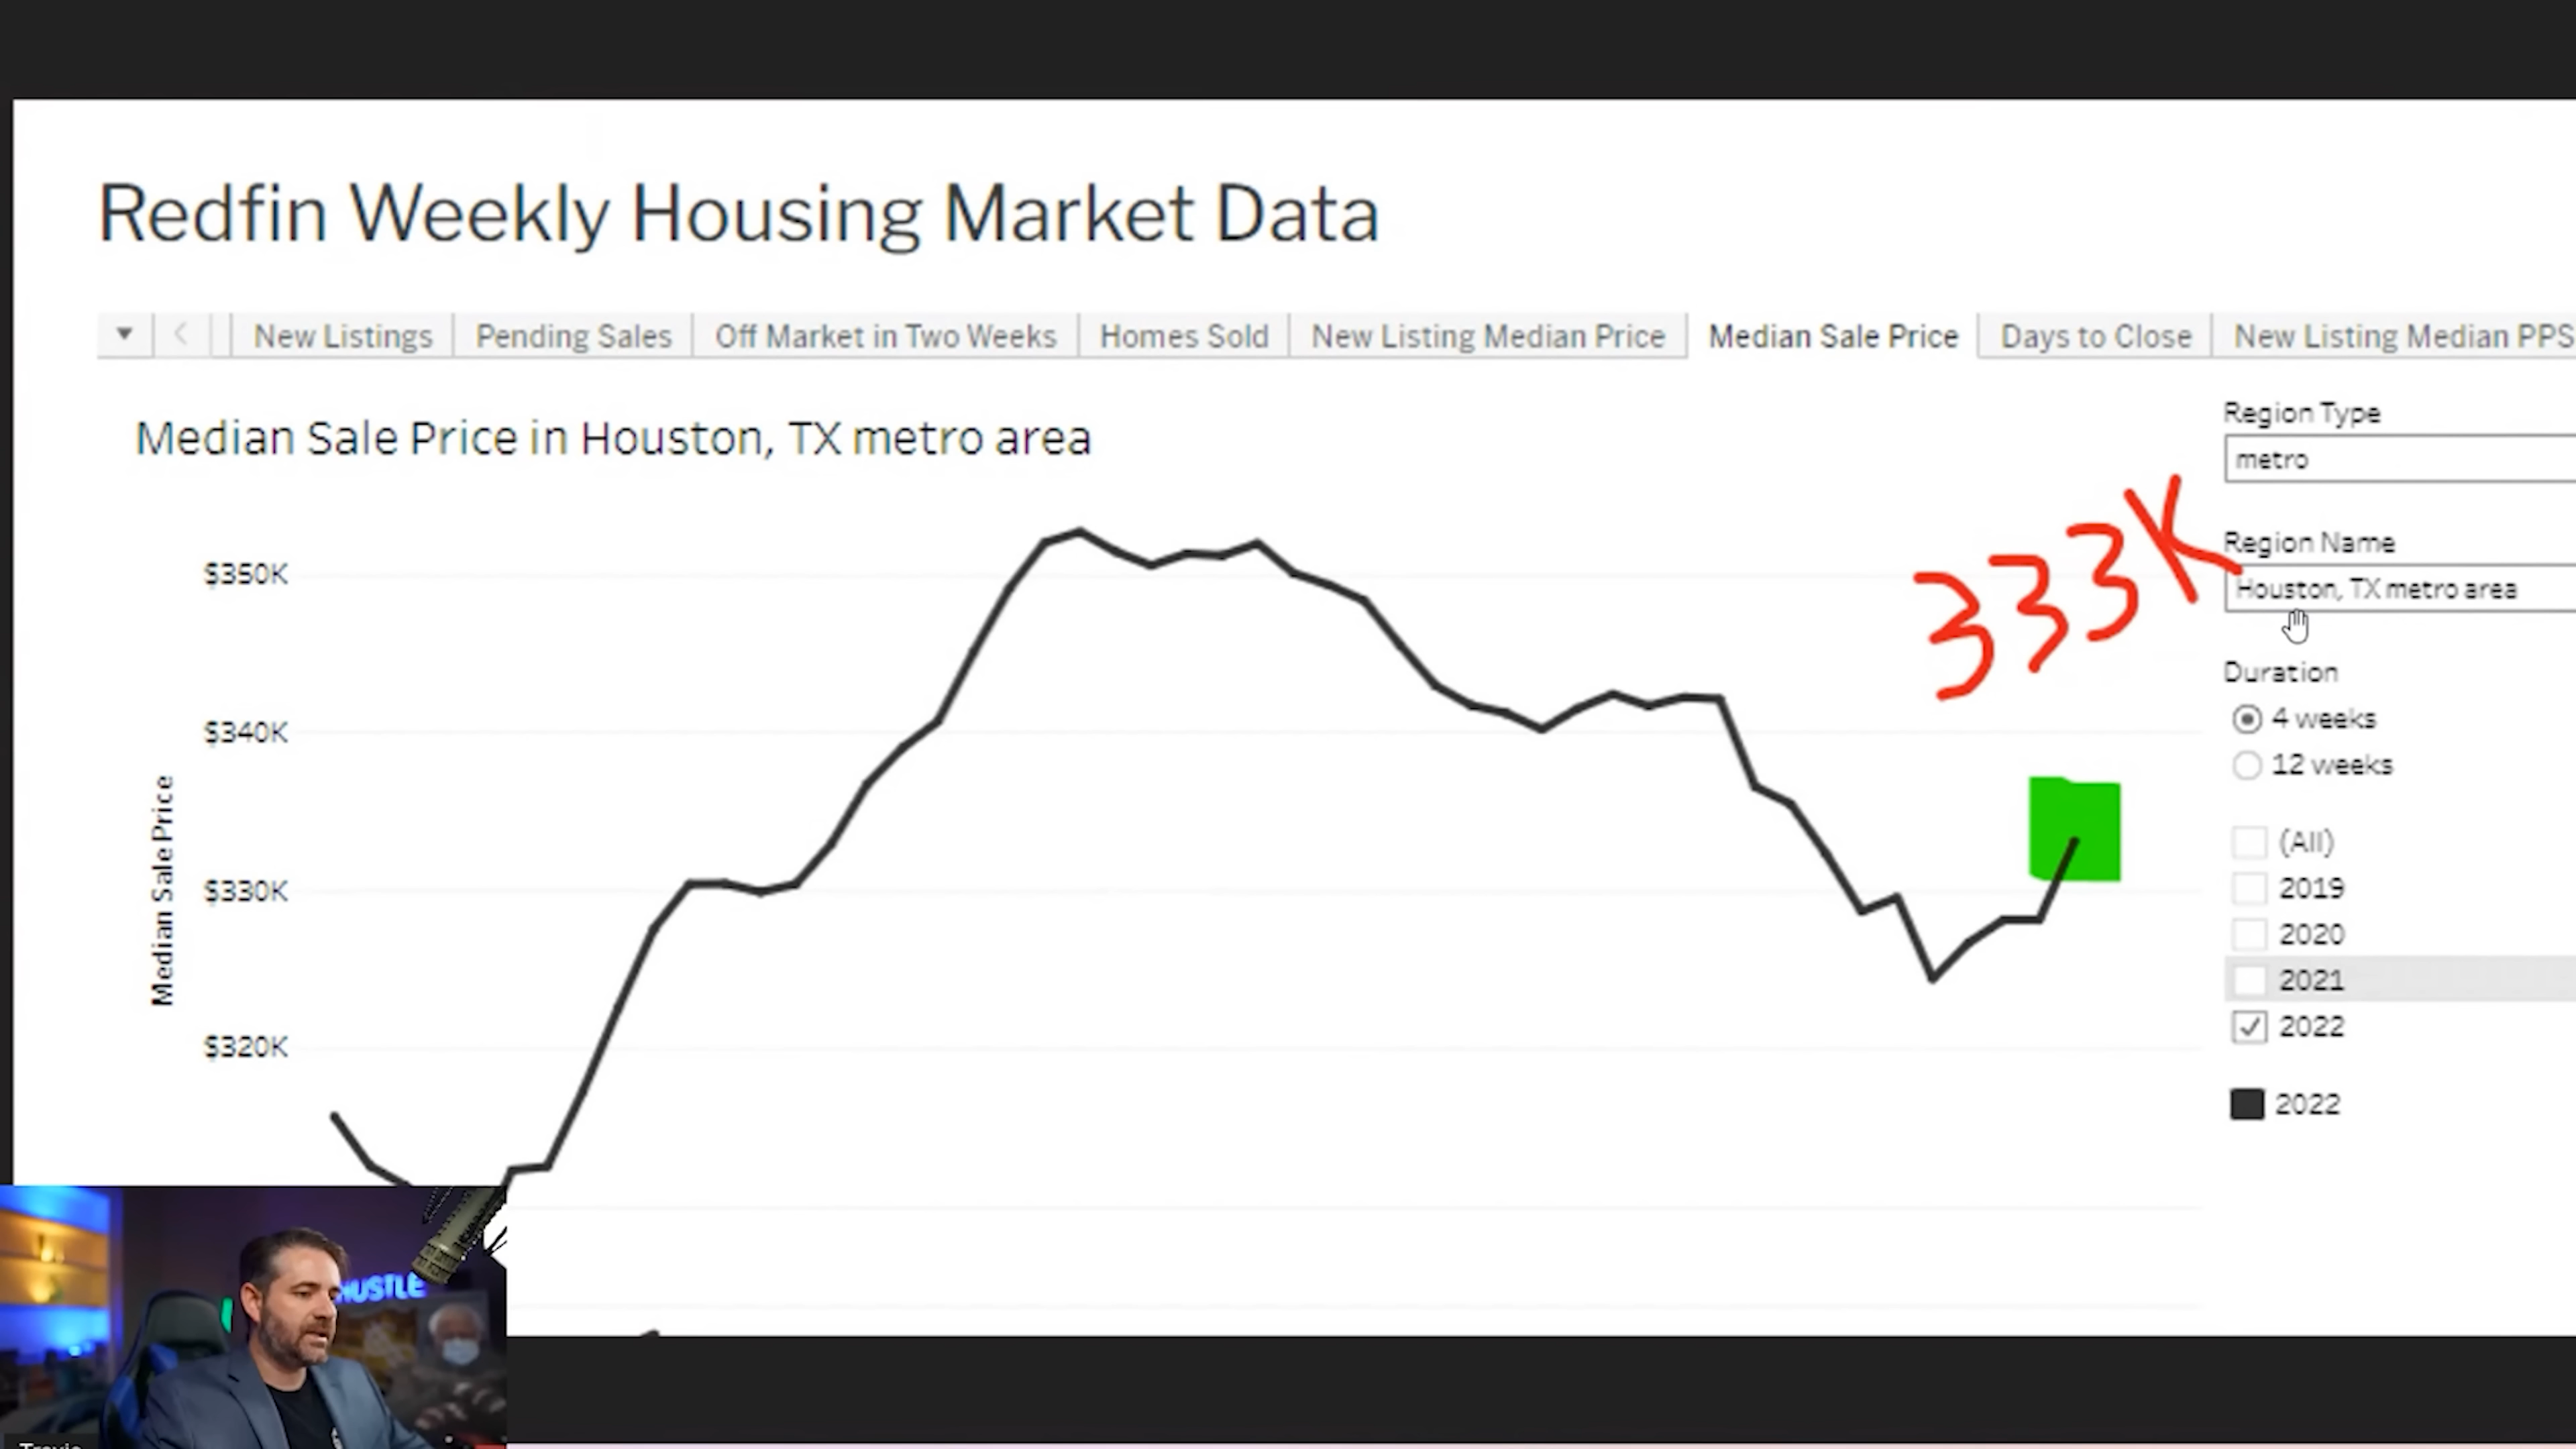 Redfin Weekly Housing Market Data
New Listings Pending Sales Off Market in Two Weeks Homes Sold New Listing Median Price Median Sale Price Days to Close New Listing Median PPS
Median Sale Price in Houston, TX metro area
Region Type
metro
333K
Region Name
Houston, TX metro area
Duration
4 weeks
12 weeks
(All)
2019
2020
2021
2022
2022
Median Sale Price
$350K
$340K
$330K
$320K
HUSTLE